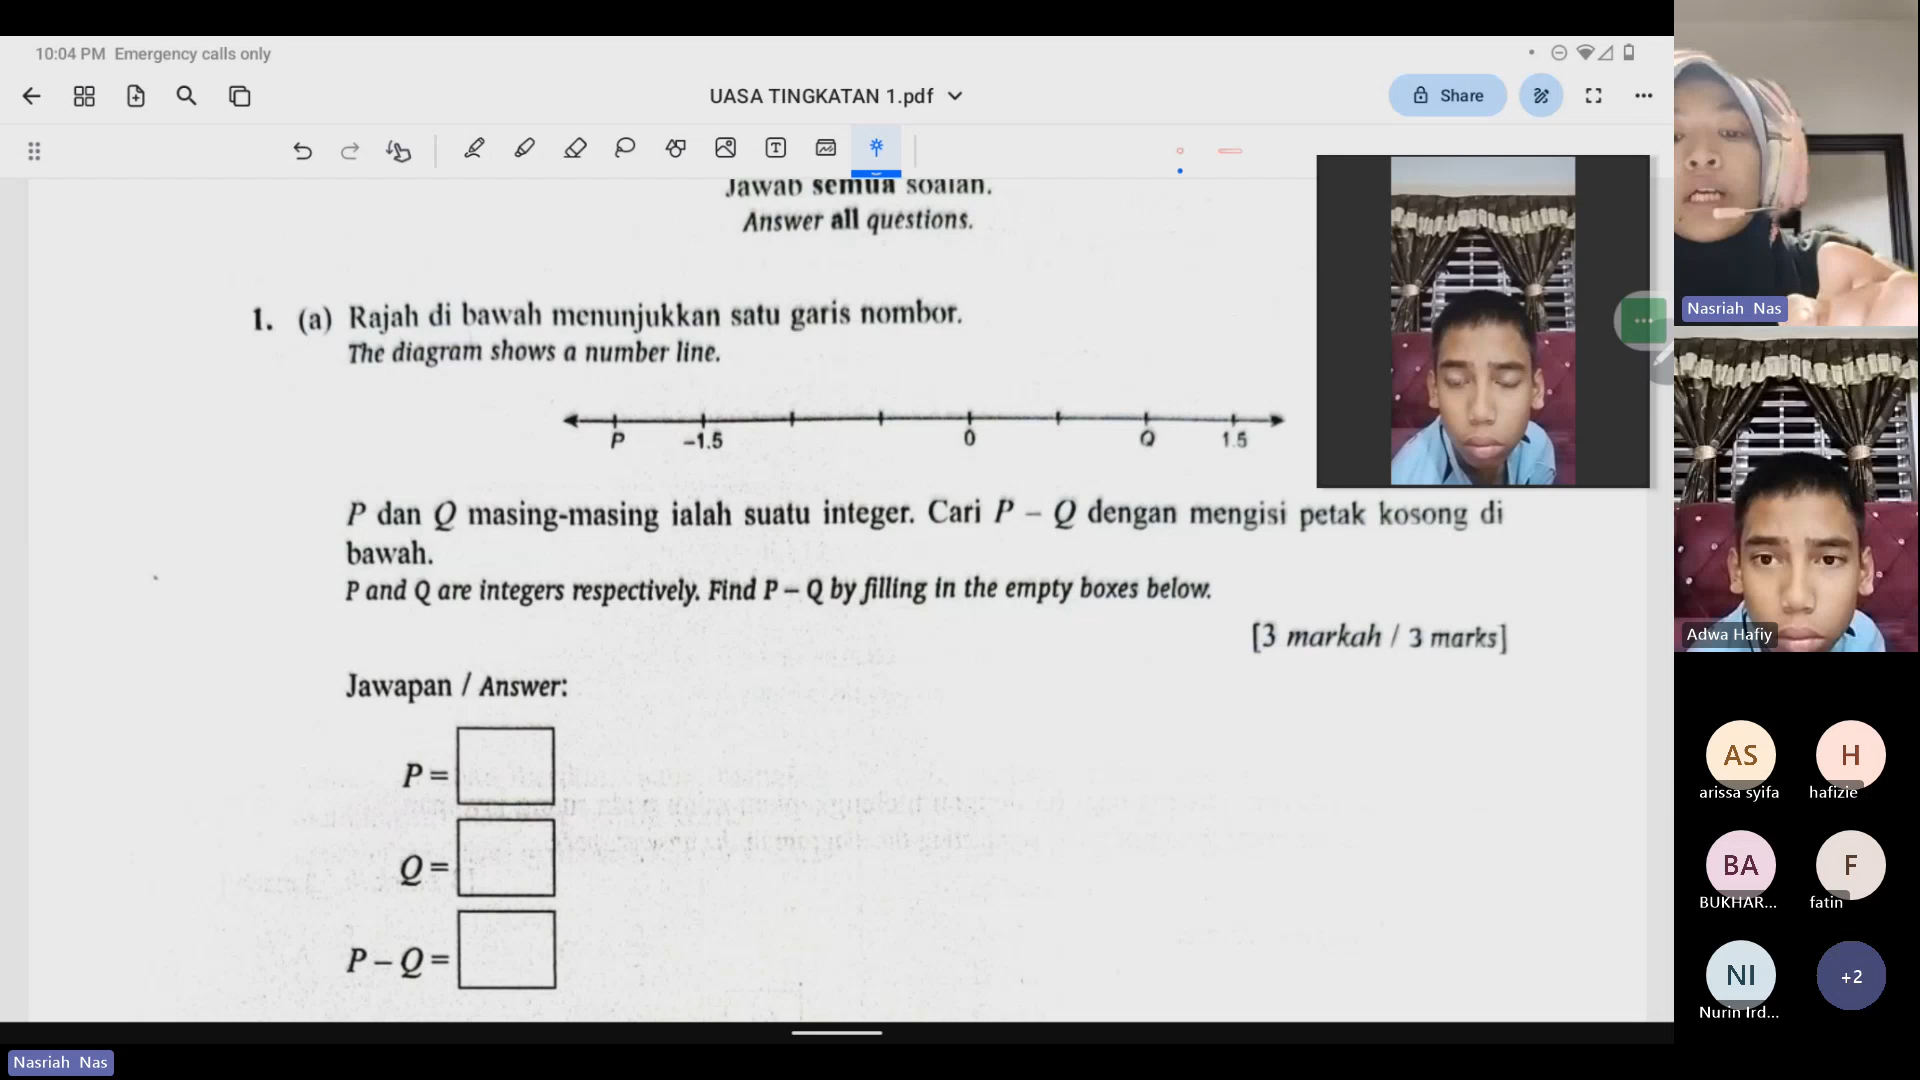 10:04 PM Emergency calls only
UASA TINGKATAN 1.pdf
Share
Jawab semua soalan.
Answer all questions.
1. (a) Rajah di bawah menunjukkan satu garis nombor.
The diagram shows a number line.
P -1.5 0 Q 1.5
P dan Q masing-masing ialah suatu integer. Cari P – Q dengan mengisi petak kosong di
bawah.
P and Q are integers respectively. Find P – Q by filling in the empty boxes below.
[3 markah / 3 marks]
Jawapan / Answer:
P =
Q =
P – Q =
Nasriah Nas
Nasriah Nas
Adwa Hafiy
AS
arissa syifa
H
hafizie
BA
BUKHAR...
F
fatin
NI
Nurin Ird...
+2